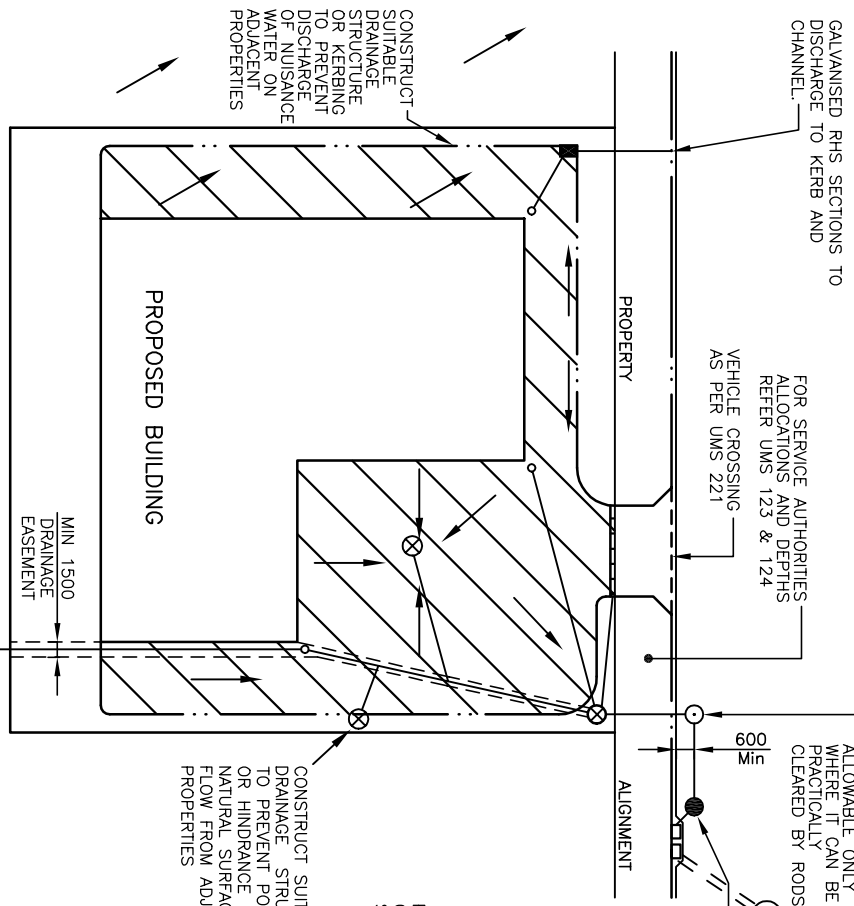 GALVANISED RHS SECTIONS TO
DISCHARGE TO KERB AND
CHANNEL.
FOR SERVICE AUTHORITIES
ALLOCATIONS AND DEPTHS
REFER UMS 123 & 124
VEHICLE CROSSING
AS PER UMS 221
ALLOWABLE ONLY
WHERE IT CAN BE
PRACTICALLY
CLEARED BY RODS
600
Min
PROPERTY
ALIGNMENT
CONSTRUCT
SUITABLE
DRAINAGE
STRUCTURE
OR KERBING
TO PREVENT
DISCHARGE
OF NUISANCE
WATER ON
ADJACENT
PROPERTIES
PROPOSED BUILDING
MIN 1500
DRAINAGE
EASEMENT
CONSTRUCT SUIT
DRAINAGE STRU
TO PREVENT PO
OR HINDRANCE
NATURAL SURFAC
FLOW FROM ADJ
PROPERTIES